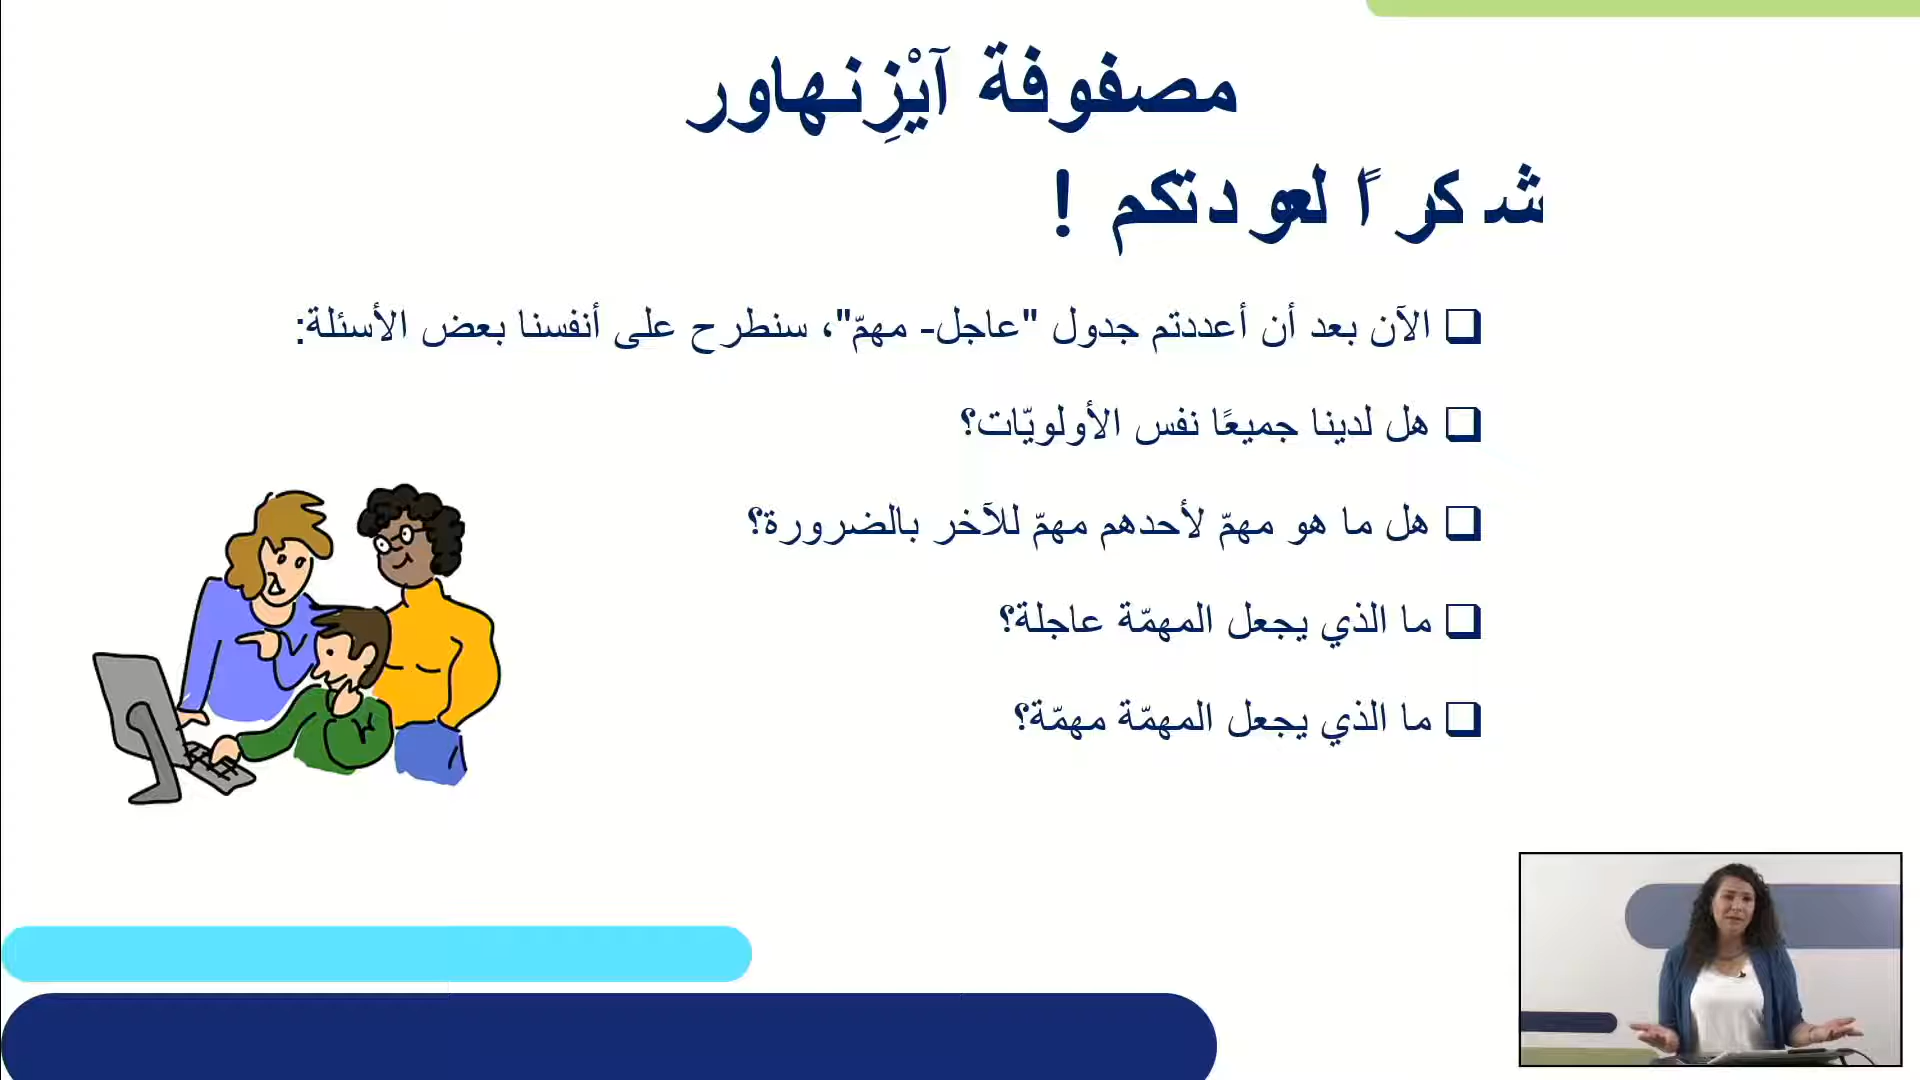 مصفوفة آيْزِنهاور
شكرًا لعودتكم !
❑ الآن بعد أن أعددتم جدول "عاجل- مهمّ"، سنطرح على أنفسنا بعض الأسئلة:
❑ هل لدينا جميعًا نفس الأولويّات؟
❑ هل ما هو مهمّ لأحدهم مهمّ للآخر بالضرورة؟
❑ ما الذي يجعل المهمّة عاجلة؟
❑ ما الذي يجعل المهمّة مهمّة؟